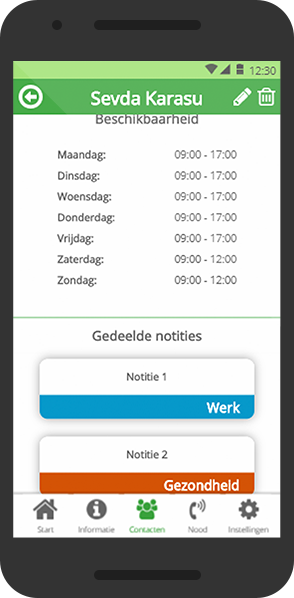 12:30
Sevda Karasu
Beschikbaarheid
Maandag: 09:00 - 17:00
Dinsdag: 09:00 - 17:00
Woensdag: 09:00 - 17:00
Donderdag: 09:00 - 17:00
Vrijdag: 09:00 - 17:00
Zaterdag: 09:00 - 12:00
Zondag: 09:00 - 12:00
Gedeelde notities
Notitie 1
Werk
Notitie 2
Gezondheid
Start Informatie Contacten Nood Instellingen